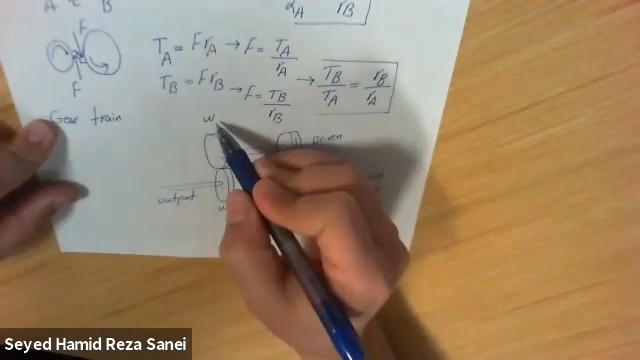 A C B
α_A r_B
F
T_A = F r_A → F = T_A / r_A
T_B = F r_B → F = T_B / r_B → T_B / T_A = r_B / r_A
F
Gear train
w
Driven
output
w
Seyed Hamid Reza Sanei